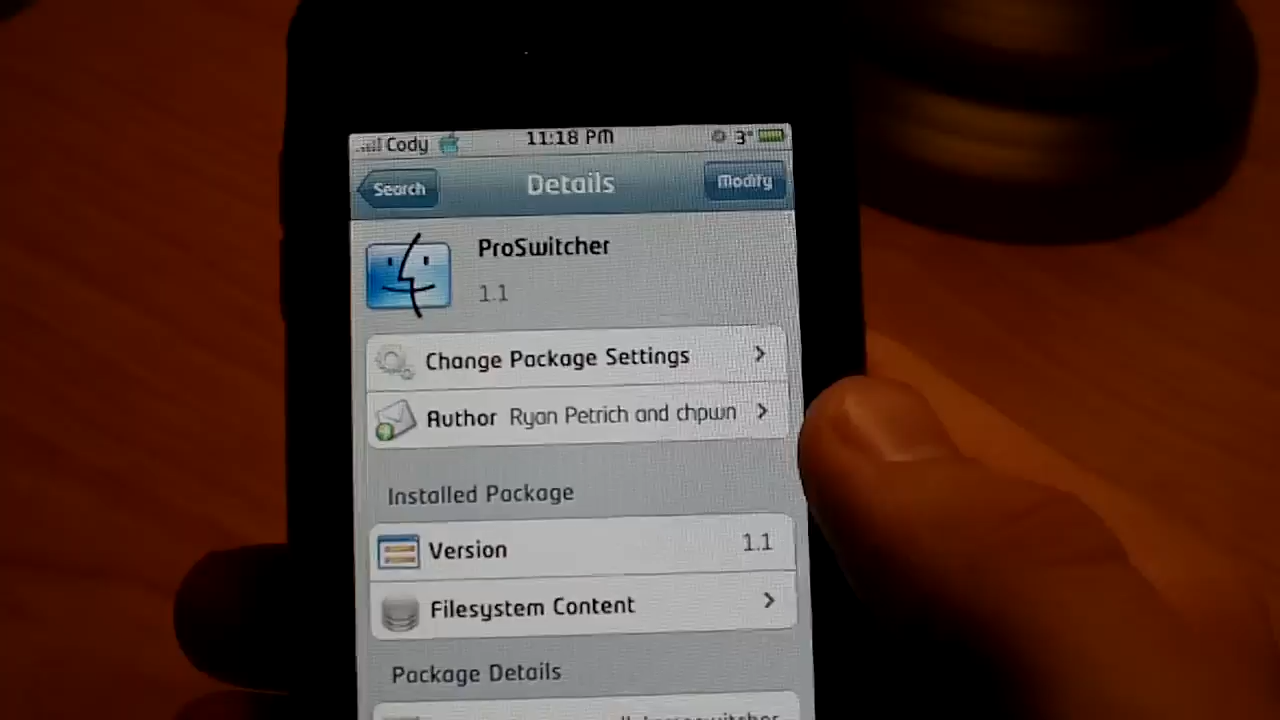 Cody 11:18 PM 3°
Search Details Modify
ProSwitcher
1.1
Change Package Settings
Author Ryan Petrich and chpwn
Installed Package
Version 1.1
Filesystem Content
Package Details